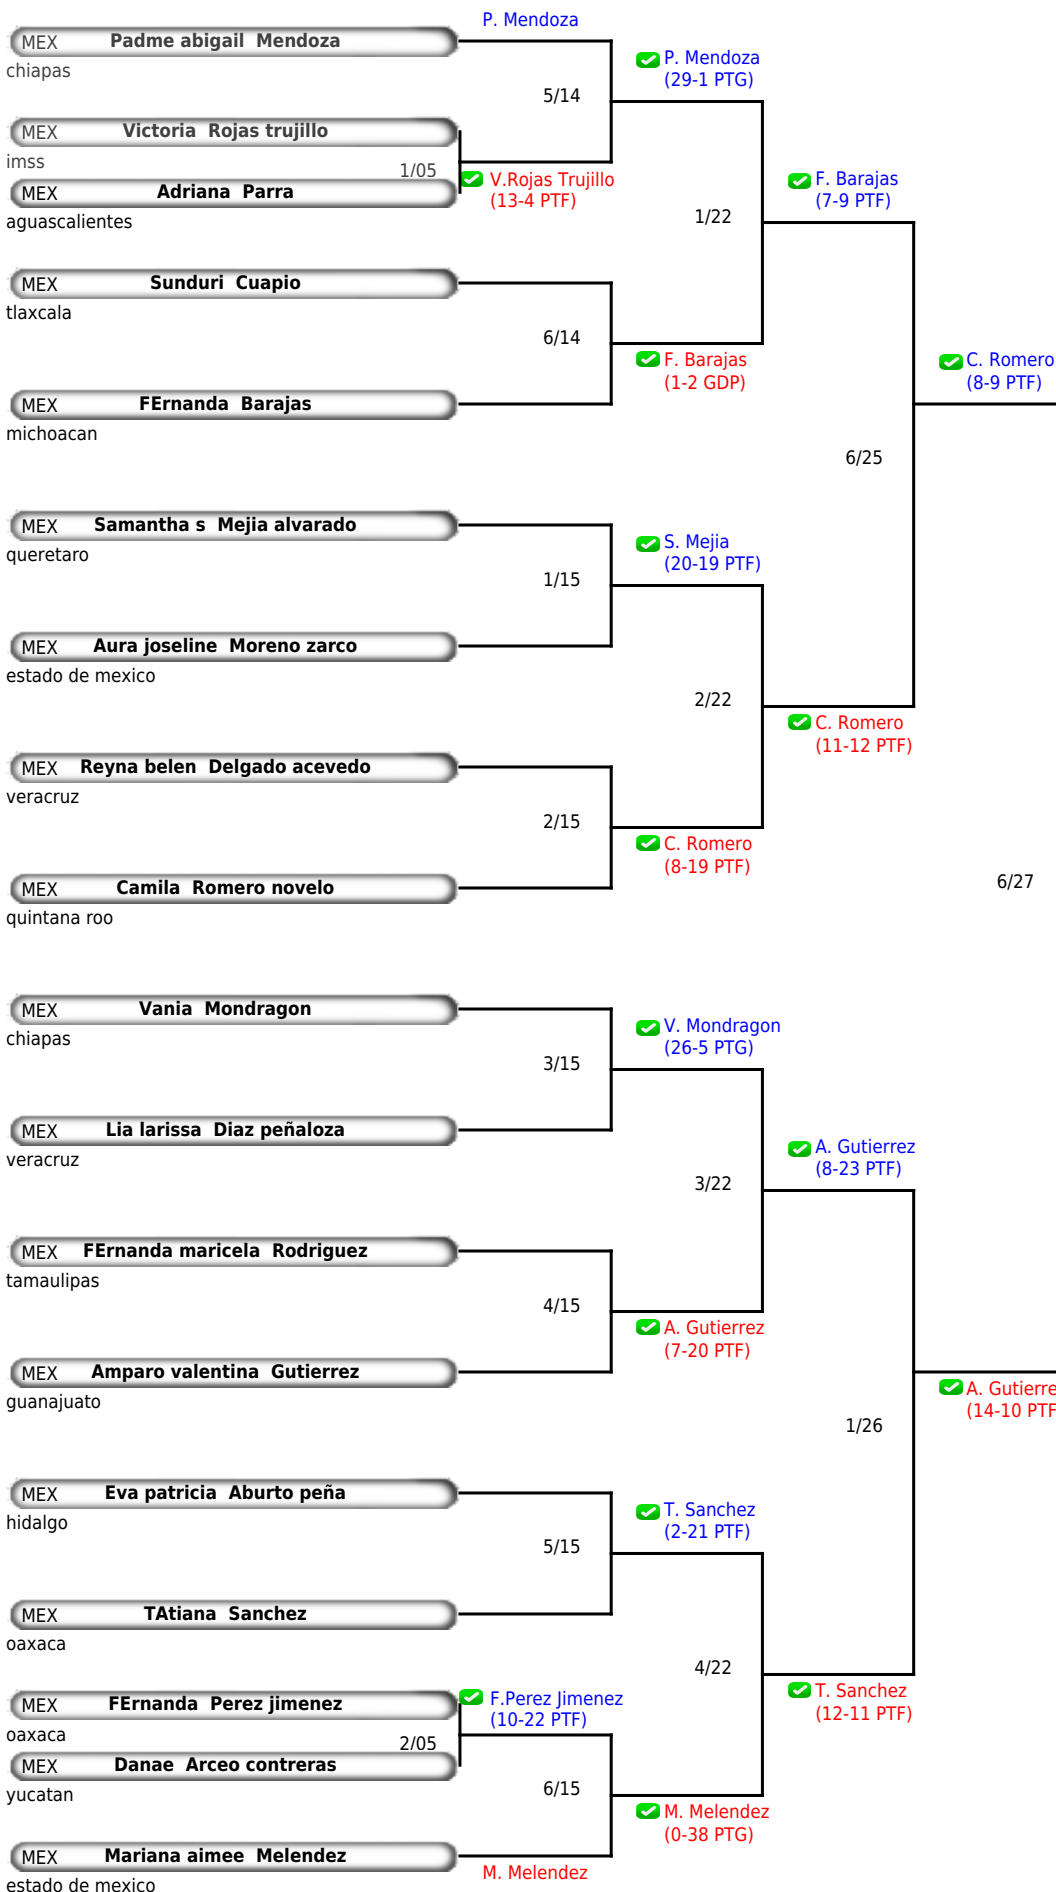 P. Mendoza
MEX Padme abigail Mendoza
chiapas
P. Mendoza
(29-1 PTG)
5/14
MEX Victoria Rojas trujillo
imss
1/05
V.Rojas Trujillo
(13-4 PTF)
MEX Adriana Parra
aguascalientes
F. Barajas
(7-9 PTF)
1/22
MEX Sunduri Cuapio
tlaxcala
6/14
F. Barajas
(1-2 GDP)
C. Romero
(8-9 PTF)
MEX FErnanda Barajas
michoacan
6/25
MEX Samantha s Mejia alvarado
queretaro
S. Mejia
(20-19 PTF)
1/15
MEX Aura joseline Moreno zarco
estado de mexico
2/22
C. Romero
(11-12 PTF)
MEX Reyna belen Delgado acevedo
veracruz
2/15
C. Romero
(8-19 PTF)
MEX Camila Romero novelo
quintana roo
6/27
MEX Vania Mondragon
chiapas
V. Mondragon
(26-5 PTG)
3/15
MEX Lia larissa Diaz peñaloza
veracruz
A. Gutierrez
(8-23 PTF)
3/22
MEX FErnanda maricela Rodriguez
tamaulipas
4/15
A. Gutierrez
(7-20 PTF)
MEX Amparo valentina Gutierrez
guanajuato
A. Gutierre
(14-10 PTF
1/26
MEX Eva patricia Aburto peña
hidalgo
T. Sanchez
(2-21 PTF)
5/15
MEX TAtiana Sanchez
oaxaca
4/22
T. Sanchez
(12-11 PTF)
MEX FErnanda Perez jimenez
oaxaca
F.Perez Jimenez
(10-22 PTF)
2/05
MEX Danae Arceo contreras
yucatan
6/15
M. Melendez
(0-38 PTG)
MEX Mariana aimee Melendez
estado de mexico
M. Melendez